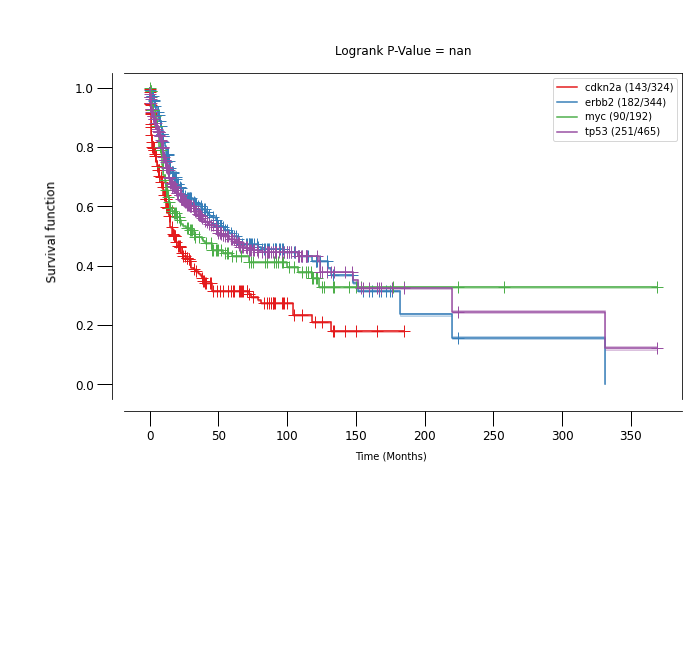 Logrank P-Value = nan
cdkn2a (143/324)
erbb2 (182/344)
myc (90/192)
tp53 (251/465)
Survival function
1.0
0.8
0.6
0.4
0.2
0.0
0 50 100 150 200 250 300 350
Time (Months)